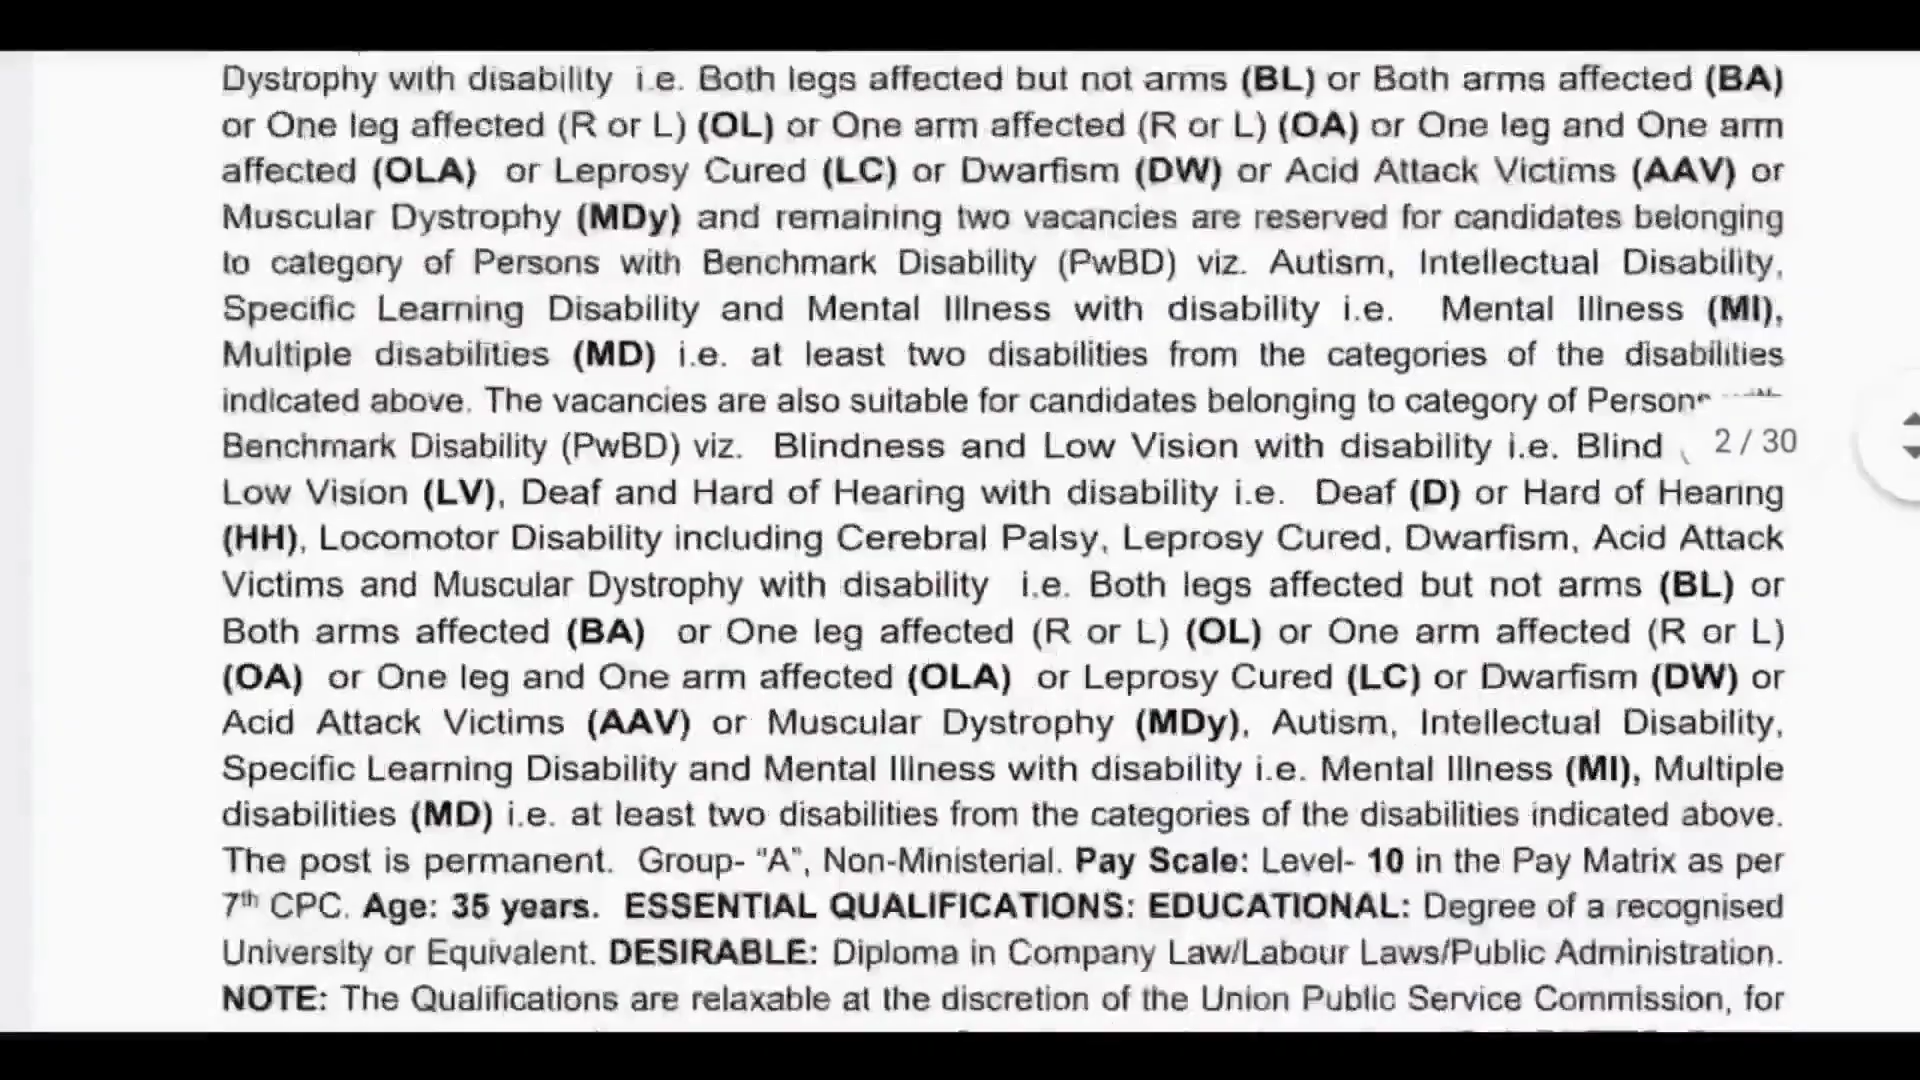 Dystrophy with disability i.e. Both legs affected but not arms (BL) or Both arms affected (BA)
or One leg affected (R or L) (OL) or One arm affected (R or L) (OA) or One leg and One arm
affected (OLA) or Leprosy Cured (LC) or Dwarfism (DW) or Acid Attack Victims (AAV) or
Muscular Dystrophy (MDy) and remaining two vacancies are reserved for candidates belonging
to category of Persons with Benchmark Disability (PwBD) viz. Autism, Intellectual Disability,
Specific Learning Disability and Mental Illness with disability i.e. Mental Illness (MI),
Multiple disabilities (MD) i.e. at least two disabilities from the categories of the disabilities
indicated above. The vacancies are also suitable for candidates belonging to category of
Benchmark Disability (PwBD) viz. Blindness and Low Vision with disability i.e. Blind
2 / 30
Low Vision (LV), Deaf and Hard of Hearing with disability i.e. Deaf (D) or Hard of Hearing
(HH), Locomotor Disability including Cerebral Palsy, Leprosy Cured, Dwarfism, Acid Attack
Victims and Muscular Dystrophy with disability i.e. Both legs affected but not arms (BL) or
Both arms affected (BA) or One leg affected (R or L) (OL) or One arm affected (R or L)
(OA) or One leg and One arm affected (OLA) or Leprosy Cured (LC) or Dwarfism (DW) or
Acid Attack Victims (AAV) or Muscular Dystrophy (MDy), Autism, Intellectual Disability,
Specific Learning Disability and Mental Illness with disability i.e. Mental Illness (MI), Multiple
disabilities (MD) i.e. at least two disabilities from the categories of the disabilities indicated above.
The post is permanent. Group- “A”, Non-Ministerial. Pay Scale: Level- 10 in the Pay Matrix as per
7th CPC. Age: 35 years. ESSENTIAL QUALIFICATIONS: EDUCATIONAL: Degree of a recognised
University or Equivalent. DESIRABLE: Diploma in Company Law/Labour Laws/Public Administration.
NOTE: The Qualifications are relaxable at the discretion of the Union Public Service Commission, for